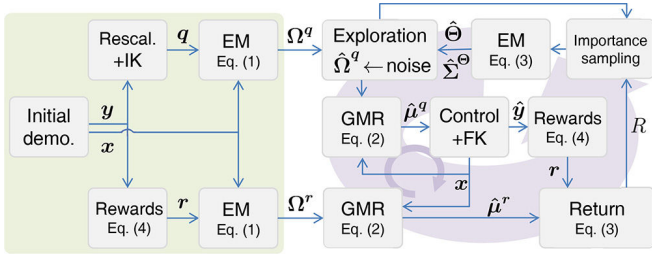 Rescal.
+IK
q
EM
Eq. (1)
Ω^q
Exploration
Ω̂^q ← noise
Θ̂
Σ̂^Θ
EM
Eq. (3)
Importance
sampling
Initial
demo.
y
x
GMR
Eq. (2)
μ̂^q
Control
+FK
ŷ
Rewards
Eq. (4)
R
x
r
Rewards
Eq. (4)
r
EM
Eq. (1)
Ω^r
GMR
Eq. (2)
μ̂^r
Return
Eq. (3)